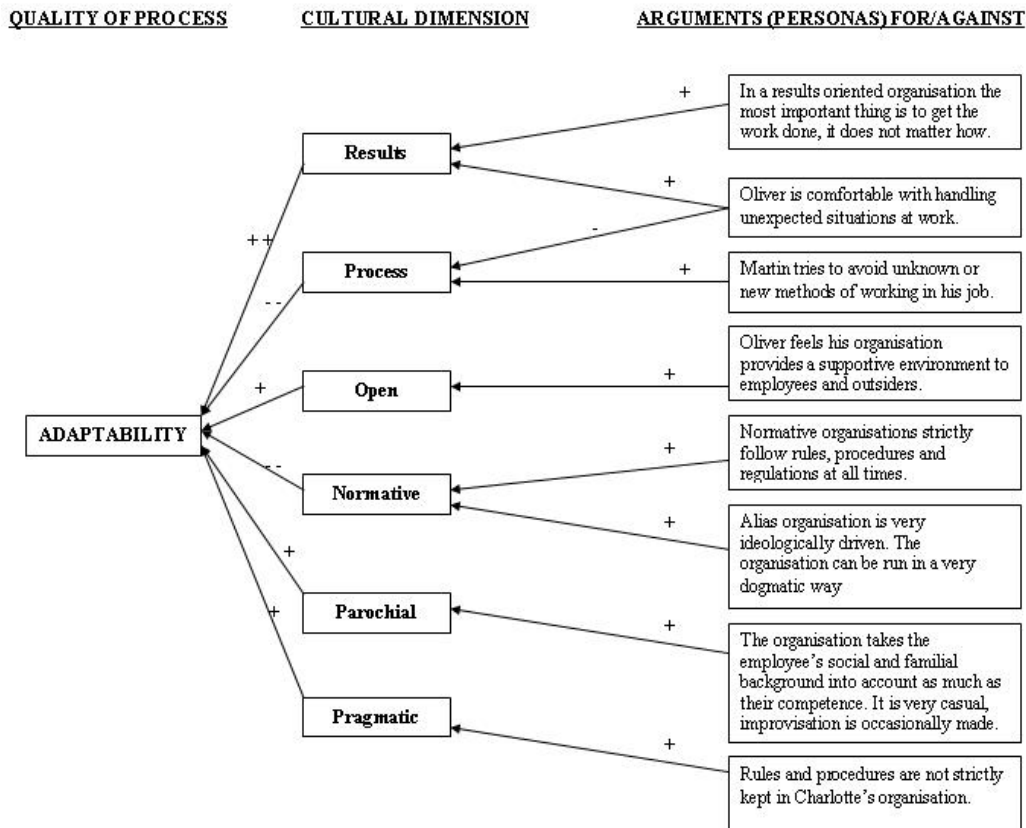 QUALITY OF PROCESS
CULTURAL DIMENSION
ARGUMENTS (PERSONAS) FOR/AGAINST
In a results oriented organisation the
most important thing is to get the
work done, it does not matter how.
+
Results
Oliver is comfortable with handling
unexpected situations at work.
+
-
++
Process
Martin tries to avoid unknown or
new methods of working in his job.
+
--
Oliver feels his organisation
provides a supportive environment to
employees and outsiders.
+
Open
+
ADAPTABILITY
Normative organisations strictly
follow rules, procedures and
regulations at all times.
+
--
Normative
Alias organisation is very
ideologically driven. The
organisation can be run in a very
dogmatic way
+
+
Parochial
The organisation takes the
employee's social and familial
background into account as much as
their competence. It is very casual,
improvisation is occasionally made.
+
+
Pragmatic
Rules and procedures are not strictly
kept in Charlotte's organisation.
+